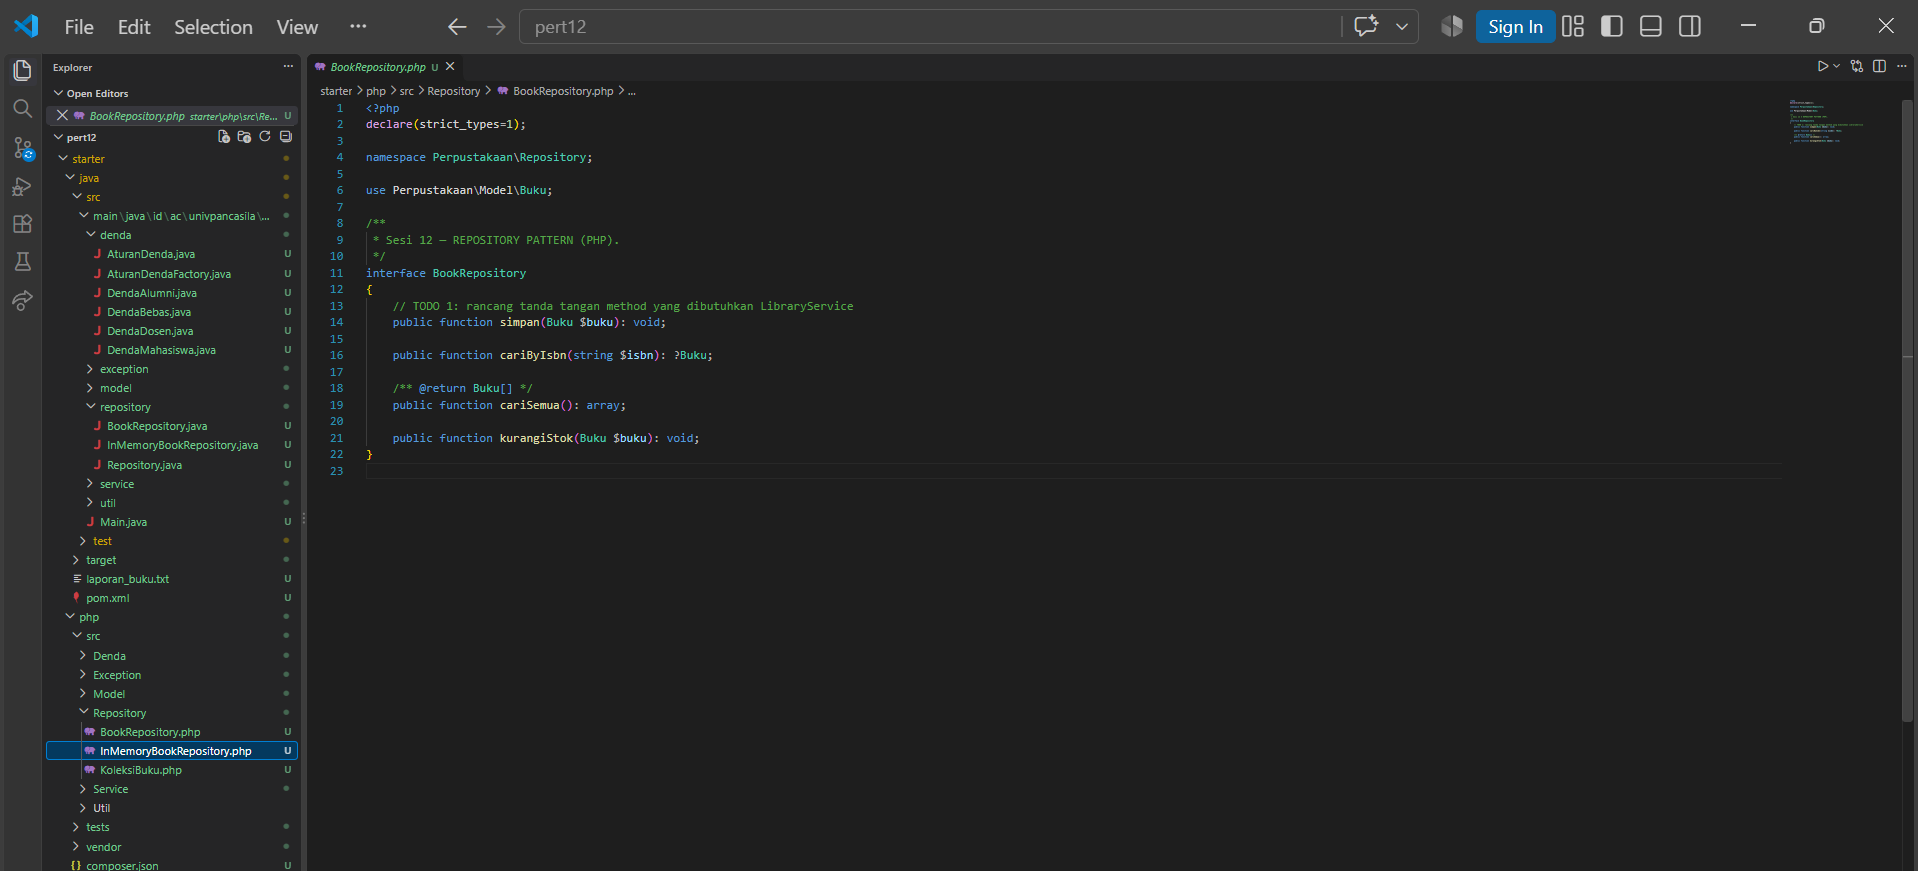 File Edit Selection View ··· pert12 Sign In
Explorer ···
Open Editors
BookRepository.php starter\php\src\Re... U
pert12
starter
java
src
main\java\id\ac\univpancasila\...
denda
AturanDenda.java U
AturanDendaFactory.java U
DendaAlumni.java U
DendaBebas.java U
DendaDosen.java U
DendaMahasiswa.java U
exception
model
repository
BookRepository.java U
InMemoryBookRepository.java U
Repository.java U
service
util
Main.java U
test
target
laporan_buku.txt U
pom.xml U
php
src
Denda
Exception
Model
Repository
BookRepository.php U
InMemoryBookRepository.php U
KoleksiBuku.php U
Service
Util
tests
vendor
{} composer.json U
BookRepository.php U
starter > php > src > Repository > BookRepository.php > ...
1 <?php
2 declare(strict_types=1);
3
4 namespace Perpustakaan\Repository;
5
6 use Perpustakaan\Model\Buku;
7
8 /**
9 * Sesi 12 — REPOSITORY PATTERN (PHP).
10 */
11 interface BookRepository
12 {
13 // TODO 1: rancang tanda tangan method yang dibutuhkan LibraryService
14 public function simpan(Buku $buku): void;
15
16 public function cariByIsbn(string $isbn): ?Buku;
17
18 /** @return Buku[] */
19 public function cariSemua(): array;
20
21 public function kurangiStok(Buku $buku): void;
22 }
23